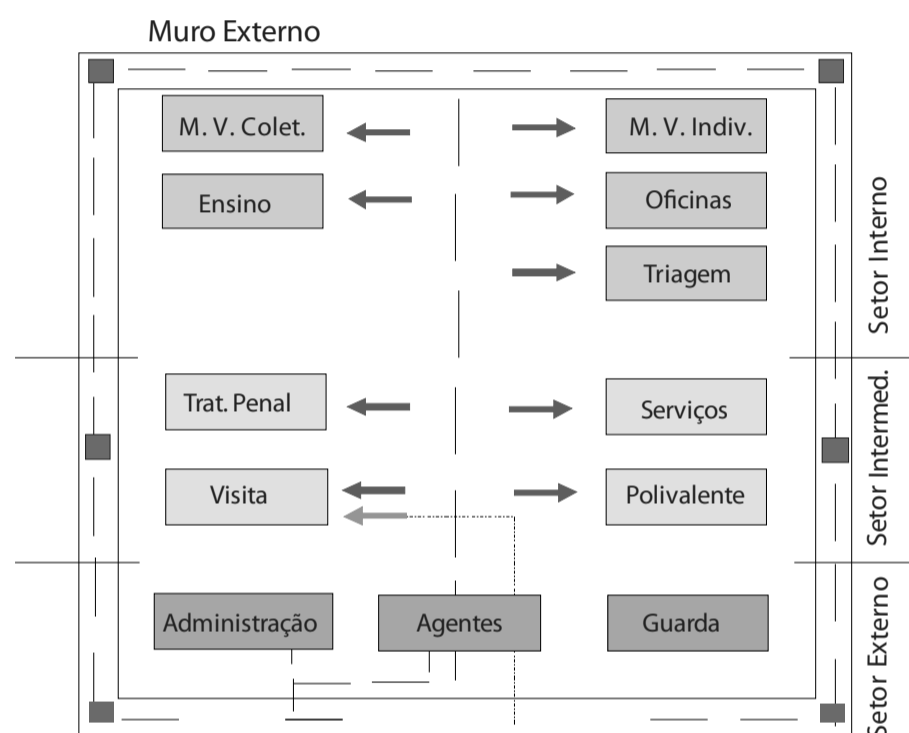 Muro Externo
M. V. Colet.
M. V. Indiv.
Ensino
Oficinas
Triagem
Setor Interno
Trat. Penal
Serviços
Visita
Polivalente
Setor Intermed.
Administração
Agentes
Guarda
Setor Externo